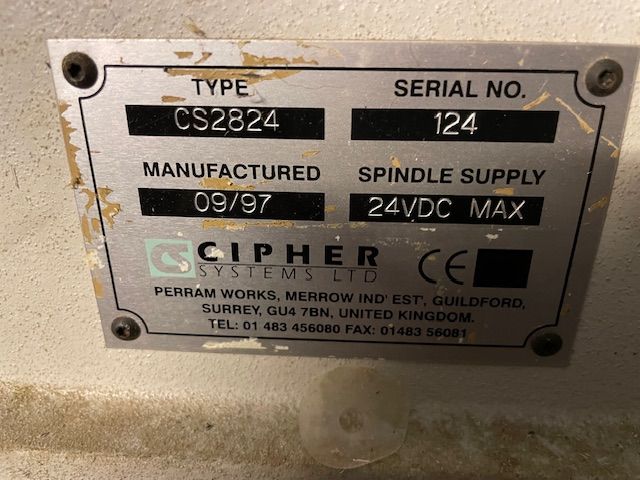 TYPE SERIAL NO.
CS2824 124
MANUFACTURED SPINDLE SUPPLY
09/97 24VDC MAX
CIPHER CE
SYSTEMS LTD
PERRAM WORKS, MERROW IND' EST', GUILDFORD,
SURREY, GU4 7BN, UNITED KINGDOM.
TEL: 01 483 456080 FAX: 01483 56081